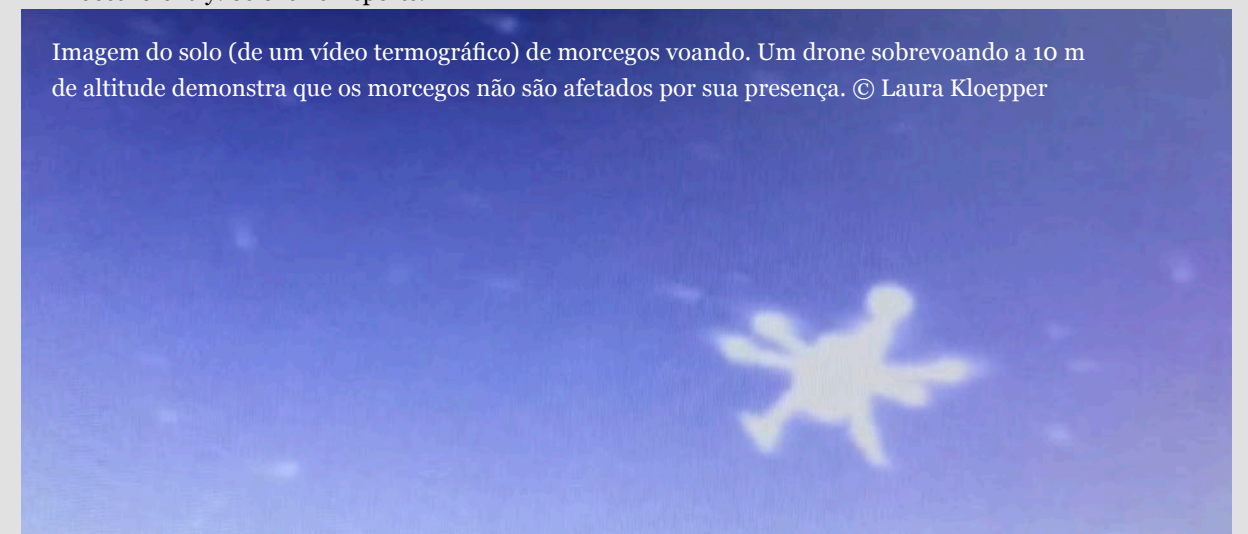 Imagem do solo (de um vídeo termográfico) de morcegos voando. Um drone sobrevoando a 10 m
de altitude demonstra que os morcegos não são afetados por sua presença. © Laura Kloepper